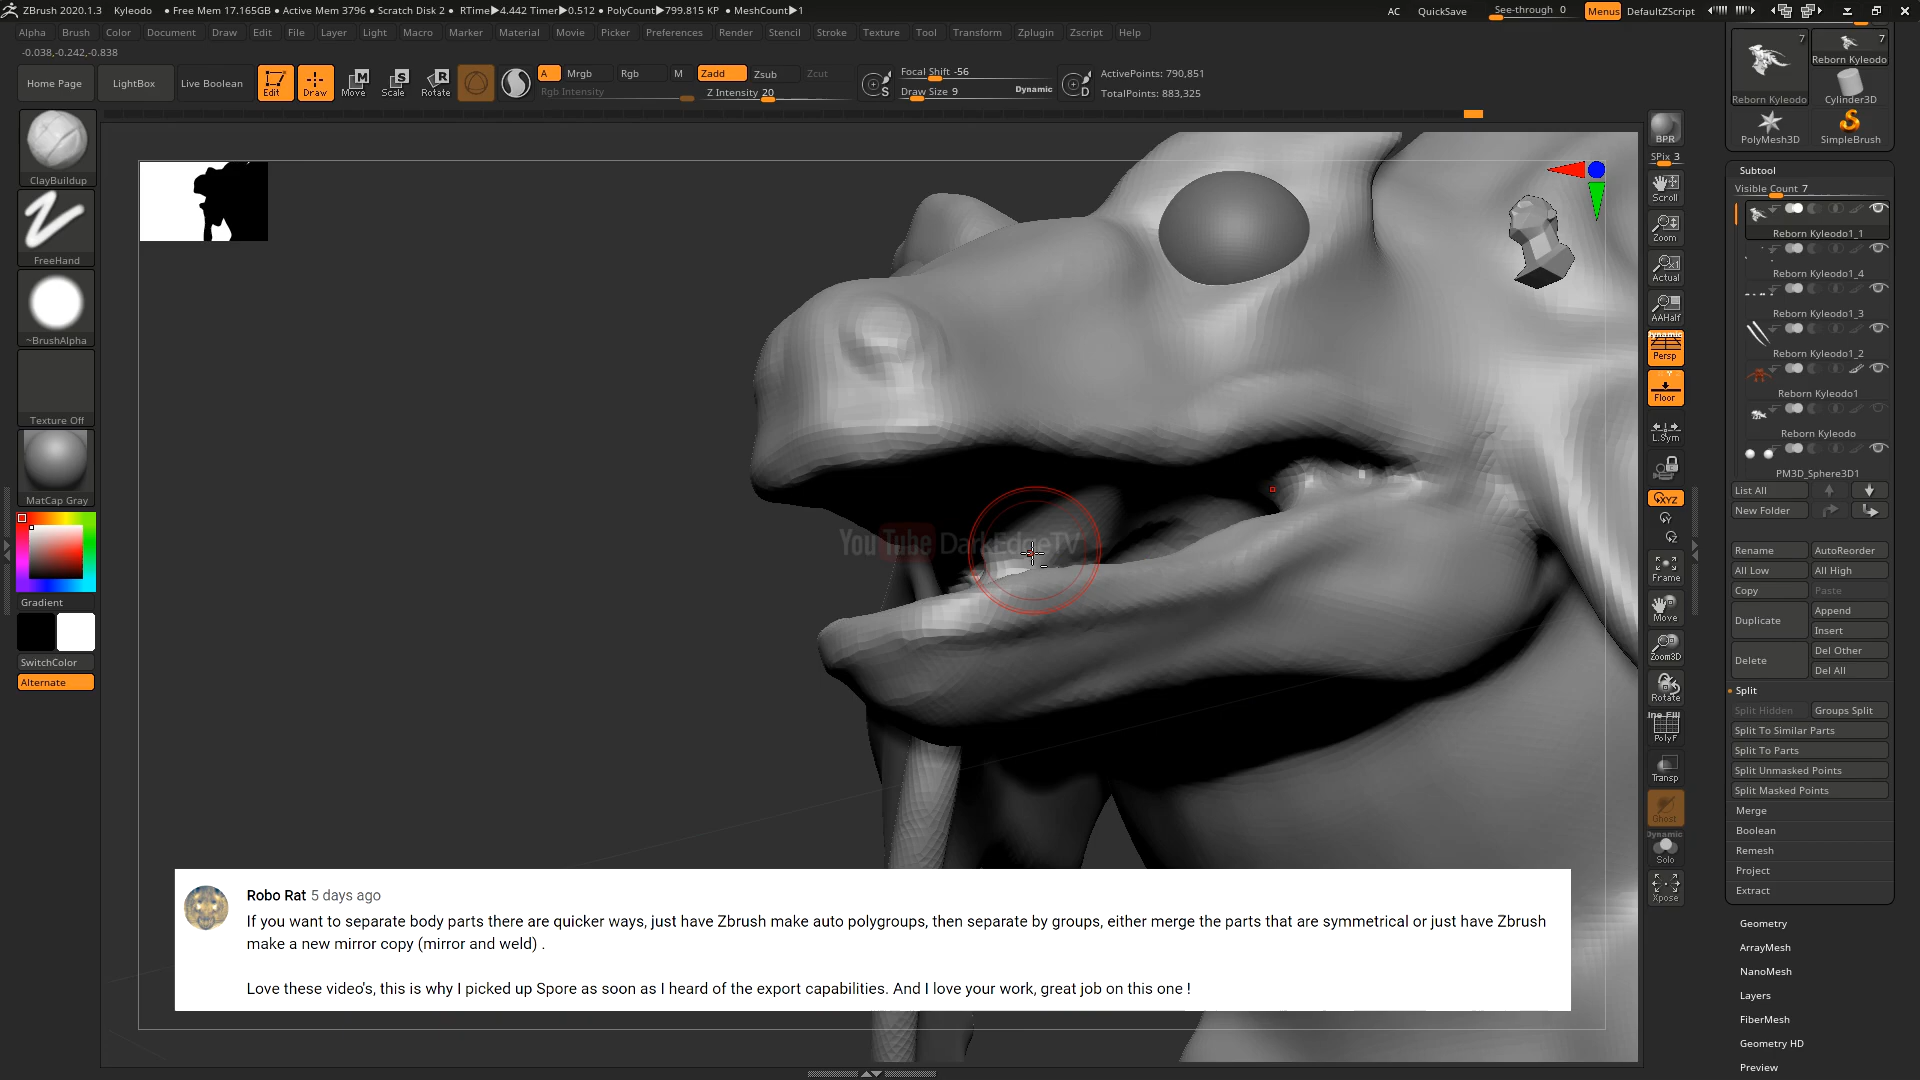 ZBrush 2020.1.3 Kyleodo • Free Mem 17.165GB • Active Mem 3796 • Scratch Disk 2 • RTime▶4.442 Timer▶0.512 • PolyCount▶799.815 KP • MeshCount▶1
AC QuickSave See-through 0 Menus DefaultZScript
Alpha Brush Color Document Draw Edit File Layer Light Macro Marker Material Movie Picker Preferences Render Stencil Stroke Texture Tool Transform Zplugin Zscript Help
-0.038,-0.242,-0.838
Home Page LightBox Live Boolean Edit Draw Move Scale Rotate
A Mrgb Rgb M Zadd Zsub Zcut
Rgb Intensity Z Intensity 20
Focal Shift -56
Draw Size 9 Dynamic
ActivePoints: 790,851
TotalPoints: 883,325
ClayBuildup
FreeHand
~BrushAlpha
Texture Off
MatCap Gray
Gradient
SwitchColor
Alternate
YouTube DarkEdgeTV
BPR
SPix 3
Scroll
Zoom
Actual
AAHalf
Dynamic
Persp
Floor
L.Sym
XYZ
Frame
Move
Zoom3D
Rotate
Line Fill
PolyF
Transp
Ghost
Dynamic
Solo
Xpose
7 7
Reborn Kyleodo
Reborn Kyleodo Cylinder3D
PolyMesh3D SimpleBrush
Subtool
Visible Count 7
Reborn Kyleodo1_1
Reborn Kyleodo1_4
Reborn Kyleodo1_3
Reborn Kyleodo1_2
Reborn Kyleodo1
Reborn Kyleodo
PM3D_Sphere3D1
List All
New Folder
Rename AutoReorder
All Low All High
Copy Paste
Duplicate Append
Insert
Delete Del Other
Del All
Split
Split Hidden Groups Split
Split To Similar Parts
Split To Parts
Split Unmasked Points
Split Masked Points
Merge
Boolean
Remesh
Project
Extract
Geometry
ArrayMesh
NanoMesh
Layers
FiberMesh
Geometry HD
Preview
Robo Rat 5 days ago
If you want to separate body parts there are quicker ways, just have Zbrush make auto polygroups, then separate by groups, either merge the parts that are symmetrical or just have Zbrush
make a new mirror copy (mirror and weld) .
Love these video's, this is why I picked up Spore as soon as I heard of the export capabilities. And I love your work, great job on this one !